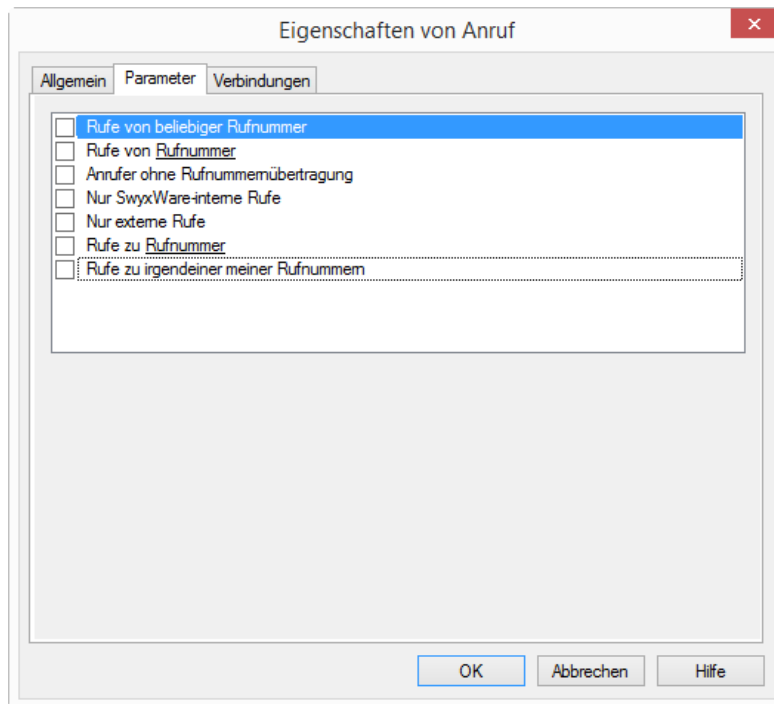 Eigenschaften von Anruf
Allgemein Parameter Verbindungen
Rufe von beliebiger Rufnummer
Rufe von Rufnummer
Anrufer ohne Rufnummernübertragung
Nur SwyxWare-interne Rufe
Nur externe Rufe
Rufe zu Rufnummer
Rufe zu irgendeiner meiner Rufnummern
OK Abbrechen Hilfe